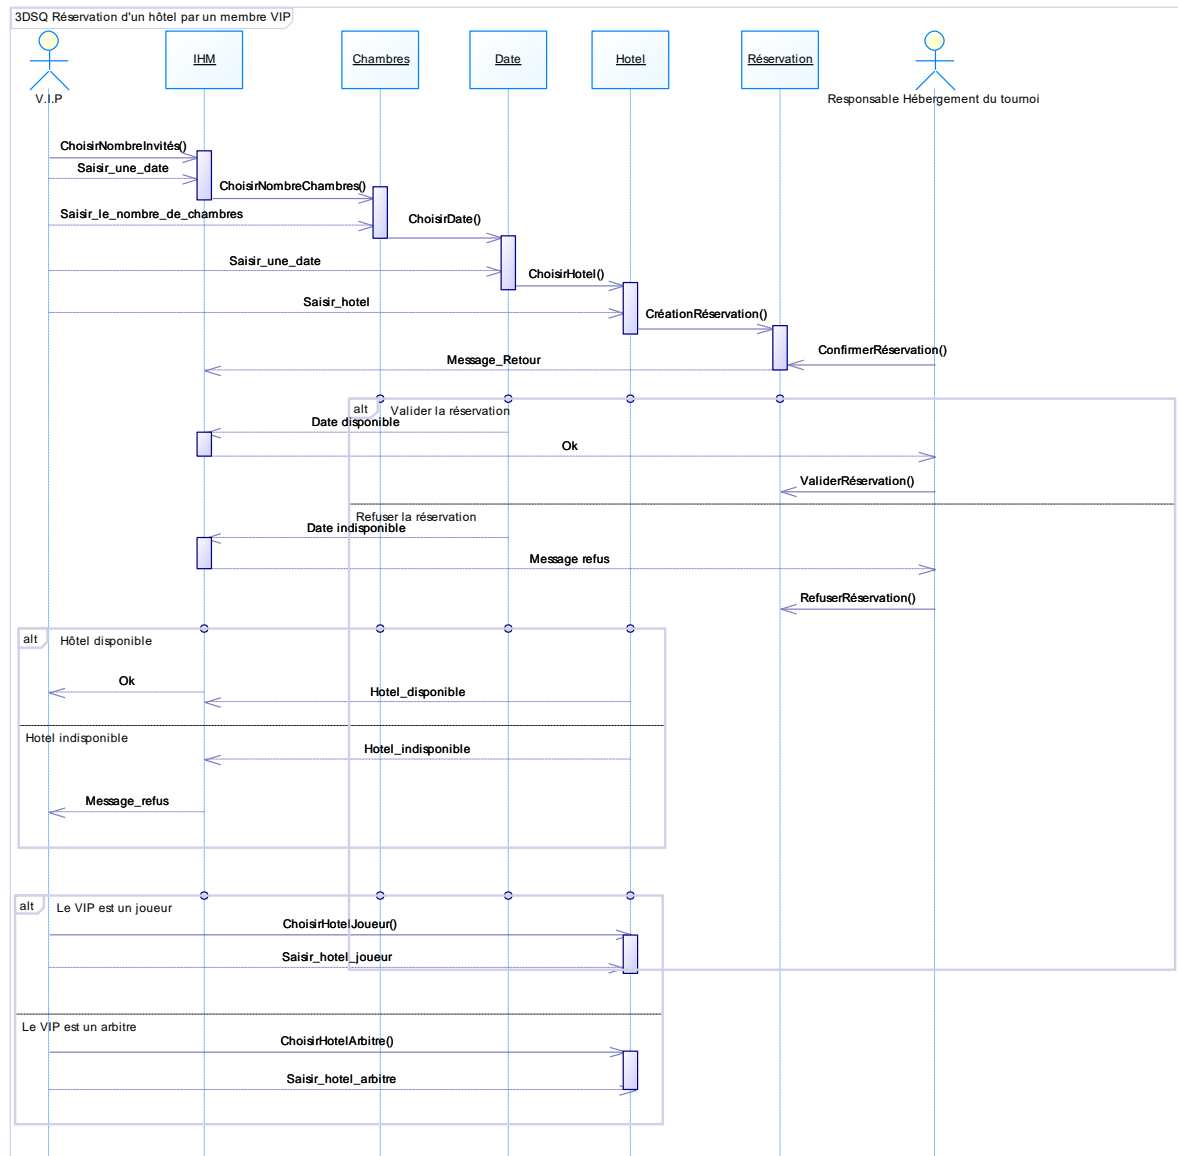 3DSQ Réservation d'un hôtel par un membre VIP
V.I.P
IHM
Chambres
Date
Hotel
Réservation
Responsable Hébergement du tournoi
ChoisirNombreInvités()
Saisir_une_date
ChoisirNombreChambres()
Saisir_le_nombre_de_chambres
ChoisirDate()
Saisir_une_date
ChoisirHotel()
Saisir_hotel
CréationRéservation()
ConfirmerRéservation()
Message_Retour
alt
Valider la réservation
Date disponible
Ok
ValiderRéservation()
Refuser la réservation
Date indisponible
Message refus
RefuserRéservation()
alt
Hôtel disponible
Ok
Hotel_disponible
Hotel indisponible
Hotel_indisponible
Message_refus
alt
Le VIP est un joueur
ChoisirHotelJoueur()
Saisir_hotel_joueur
Le VIP est un arbitre
ChoisirHotelArbitre()
Saisir_hotel_arbitre